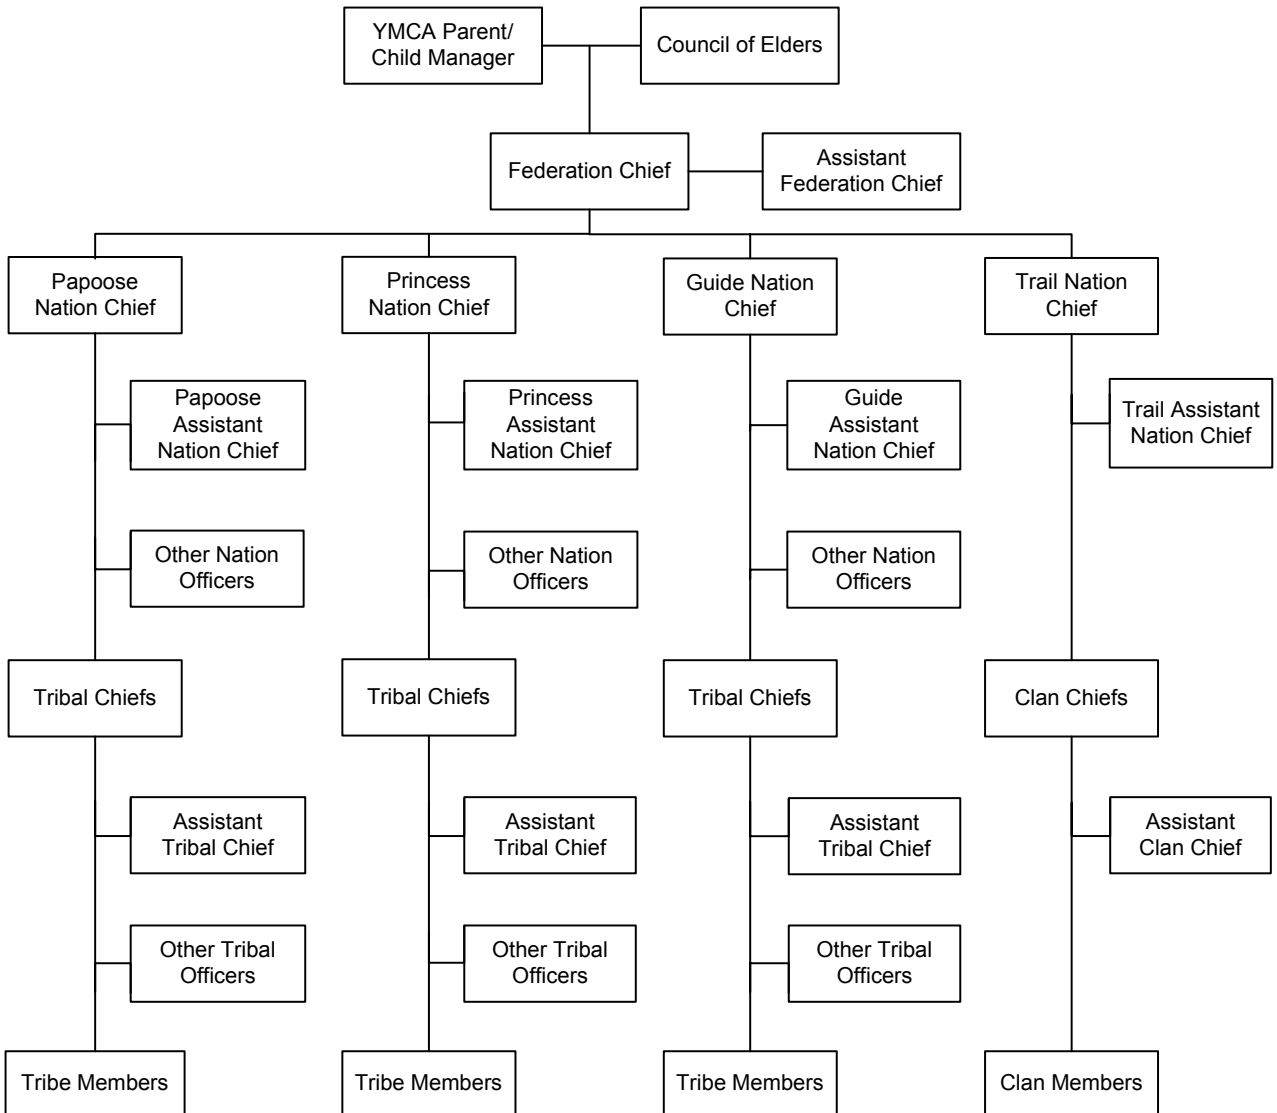 YMCA Parent/
Child Manager
Council of Elders
Federation Chief
Assistant
Federation Chief
Papoose
Nation Chief
Princess
Nation Chief
Guide Nation
Chief
Trail Nation
Chief
Papoose
Assistant
Nation Chief
Princess
Assistant
Nation Chief
Guide
Assistant
Nation Chief
Trail Assistant
Nation Chief
Other Nation
Officers
Other Nation
Officers
Other Nation
Officers
Tribal Chiefs
Tribal Chiefs
Tribal Chiefs
Clan Chiefs
Assistant
Tribal Chief
Assistant
Tribal Chief
Assistant
Tribal Chief
Assistant
Clan Chief
Other Tribal
Officers
Other Tribal
Officers
Other Tribal
Officers
Tribe Members
Tribe Members
Tribe Members
Clan Members